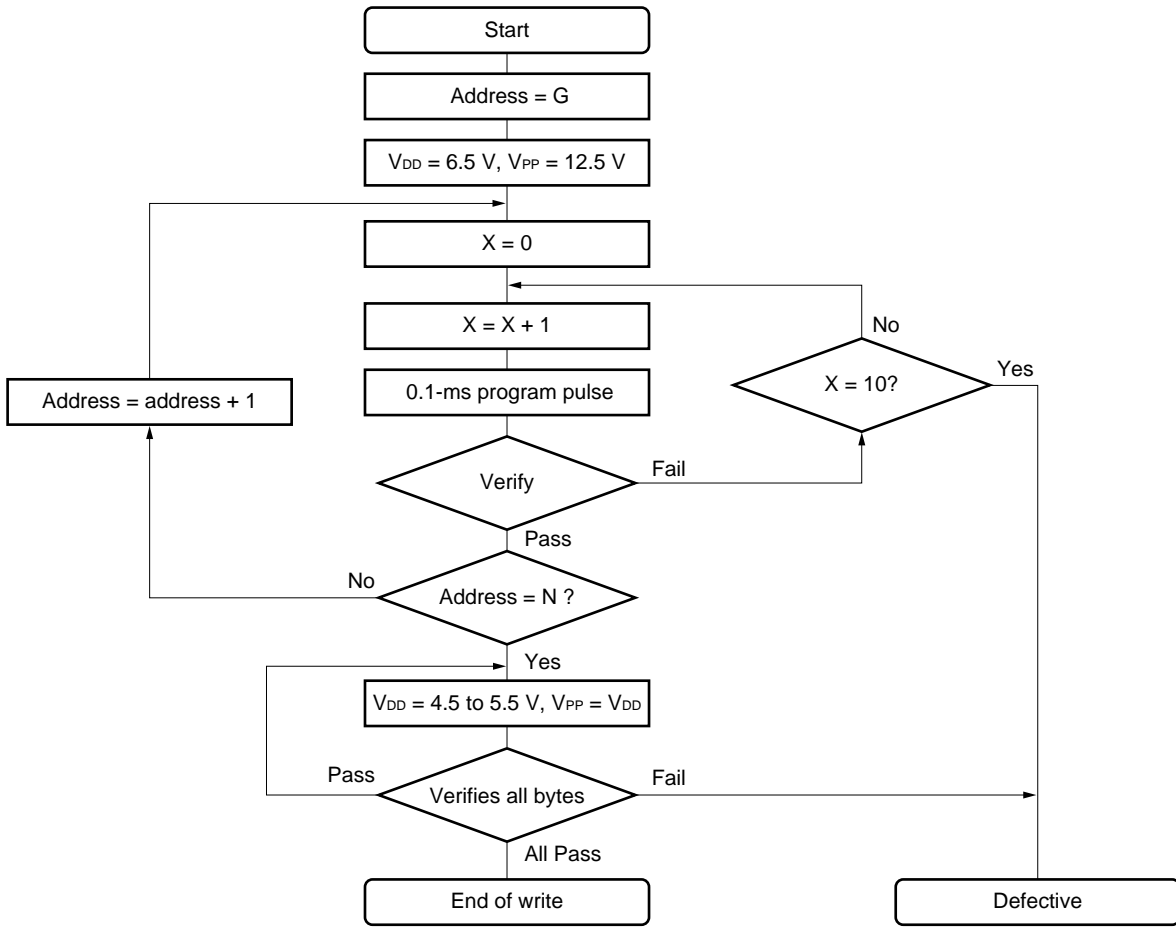 Start
Address = G
VDD = 6.5 V, VPP = 12.5 V
X = 0
X = X + 1
No
Yes
X = 10?
Address = address + 1
0.1-ms program pulse
Fail
Verify
Pass
No
Address = N ?
Yes
VDD = 4.5 to 5.5 V, VPP = VDD
Pass
Fail
Verifies all bytes
All Pass
End of write
Defective